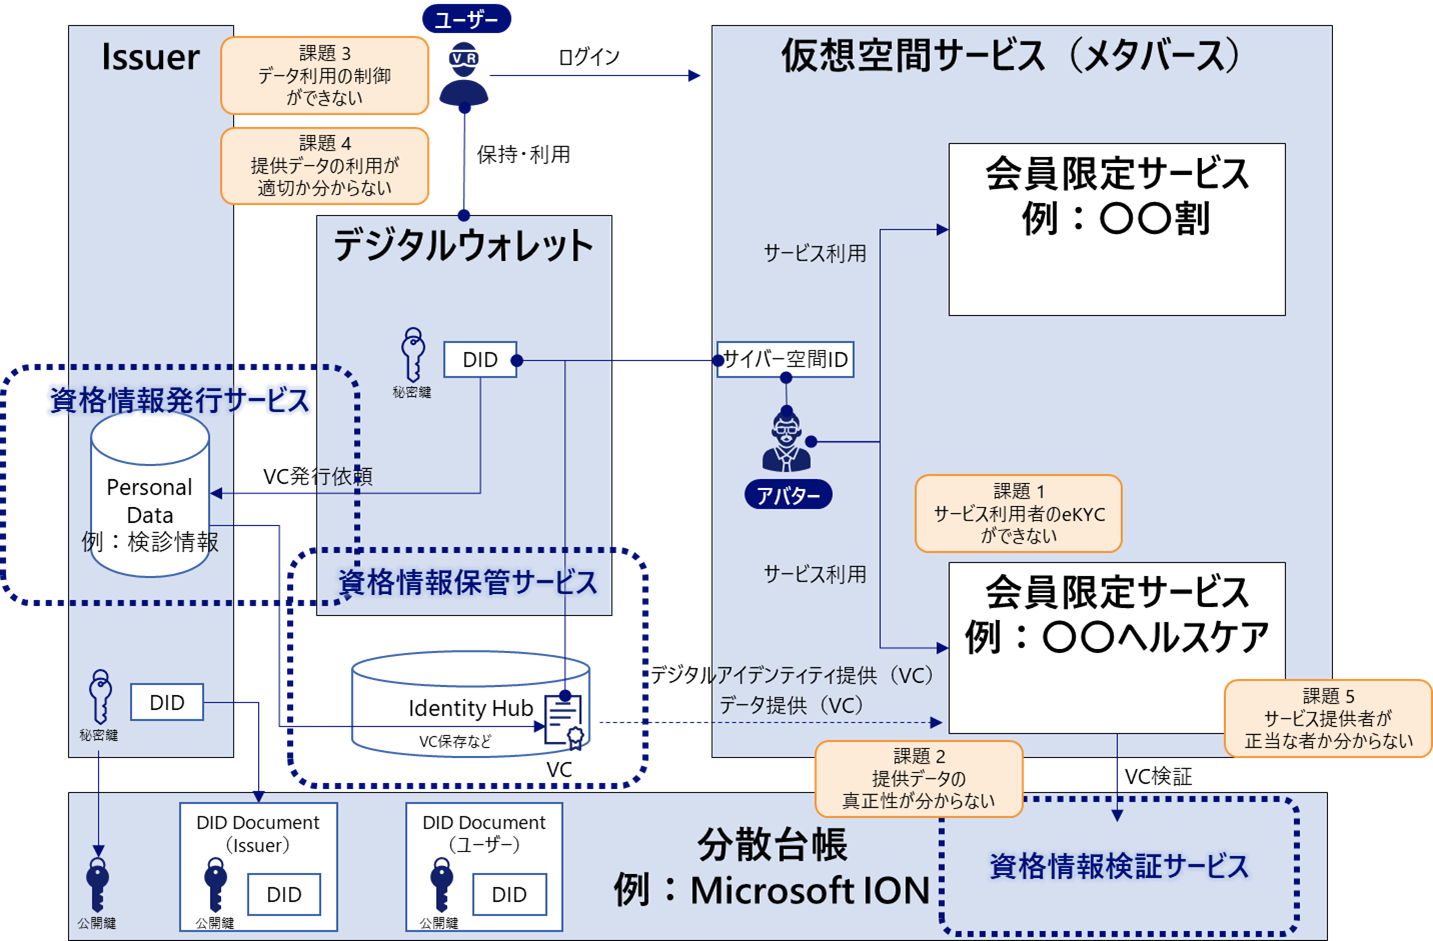 Issuer
課題 3
データ利用の制御
ができない
課題 4
提供データの利用が
適切か分からない
ユーザー
VR
ログイン
保持・利用
仮想空間サービス（メタバース）
会員限定サービス
例：〇〇割
サービス利用
デジタルウォレット
秘密鍵
DID
サイバー空間ID
アバター
資格情報発行サービス
VC発行依頼
Personal
Data
例：検診情報
課題 1
サービス利用者のeKYC
ができない
サービス利用
会員限定サービス
例：〇〇ヘルスケア
資格情報保管サービス
Identity Hub
VC保存など
VC
デジタルアイデンティティ提供（VC）
データ提供（VC）
課題 5
サービス提供者が
正当な者か分からない
秘密鍵
DID
課題 2
提供データの
真正性が分からない
VC検証
DID Document
（Issuer）
DID
公開鍵
公開鍵
DID Document
（ユーザー）
DID
公開鍵
分散台帳
例：Microsoft ION
資格情報検証サービス